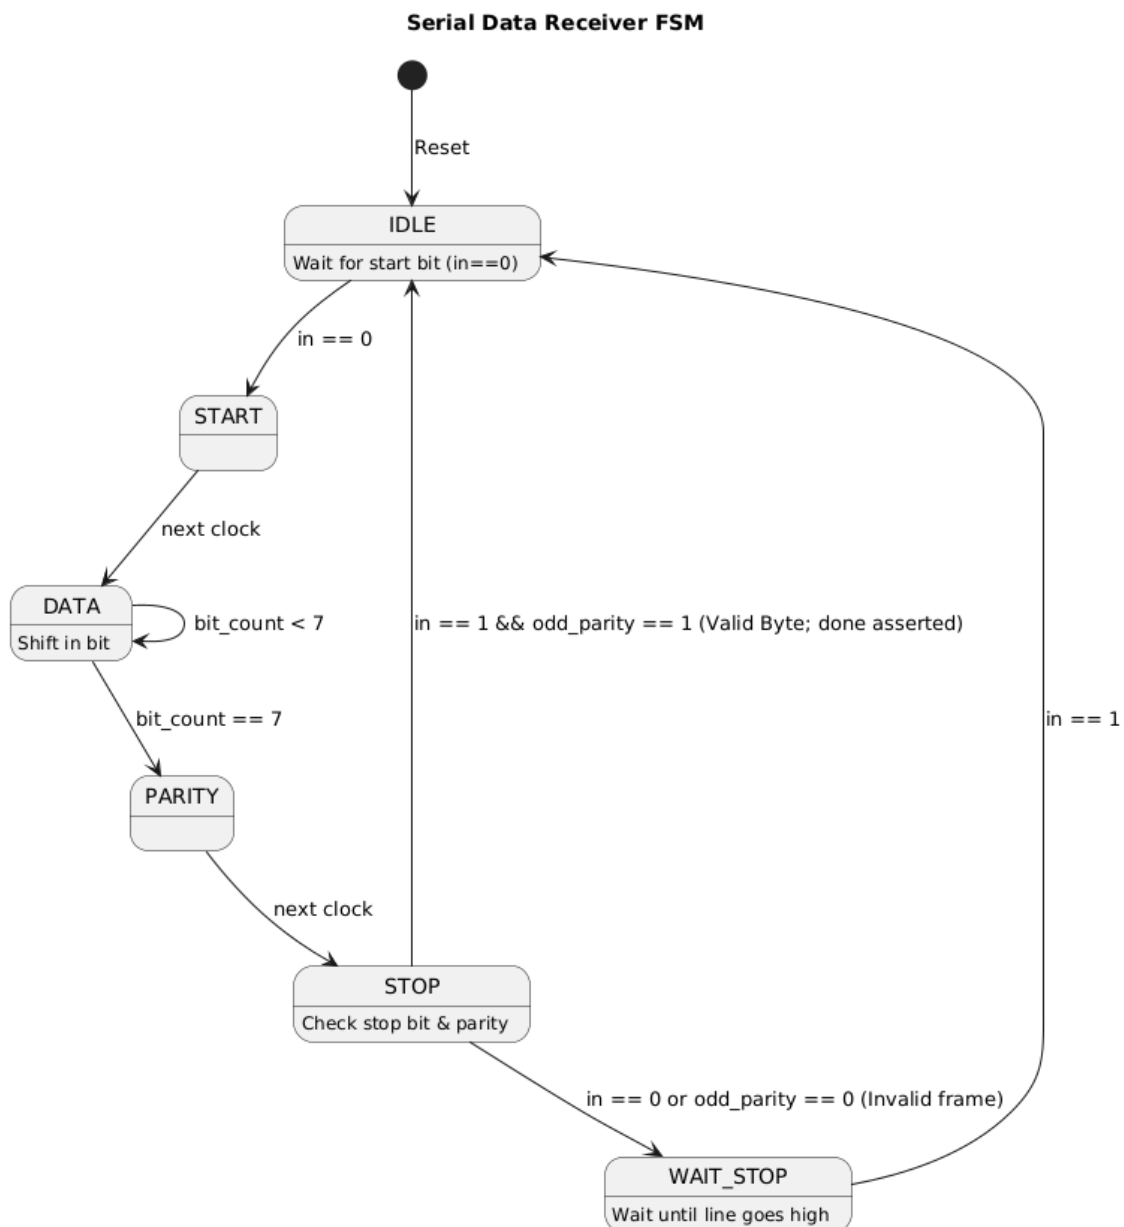 Serial Data Receiver FSM
Reset
IDLE
Wait for start bit (in==0)
in == 0
START
next clock
DATA
Shift in bit
bit_count < 7
in == 1 && odd_parity == 1 (Valid Byte; done asserted)
bit_count == 7
in == 1
PARITY
next clock
STOP
Check stop bit & parity
in == 0 or odd_parity == 0 (Invalid frame)
WAIT_STOP
Wait until line goes high